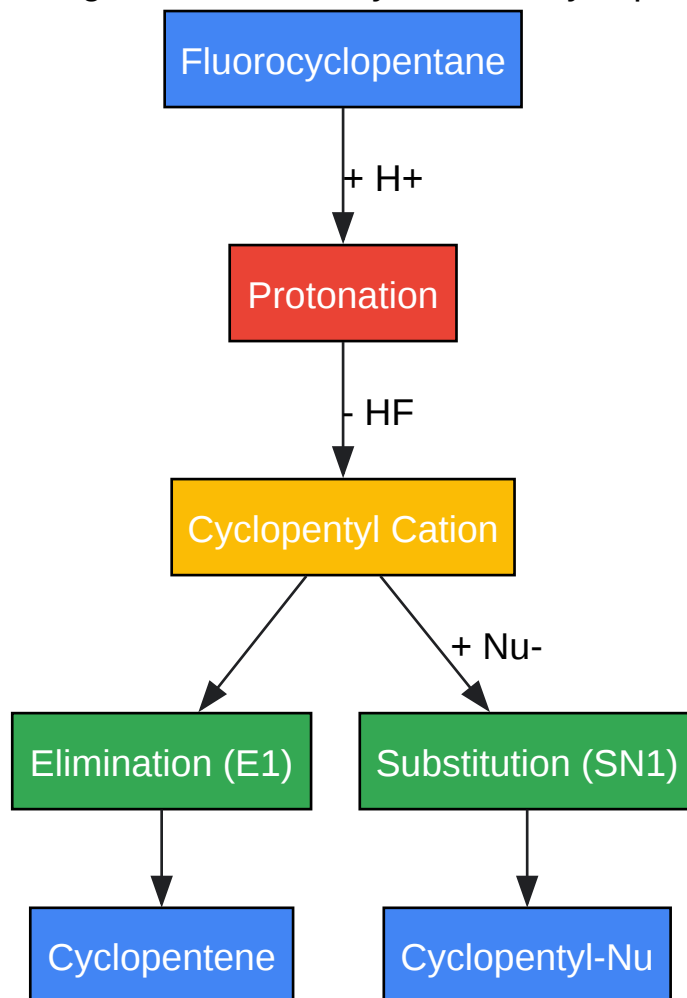 Fluorocyclopentane
+ H+
Protonation
- HF
Cyclopentyl Cation
+ Nu-
Elimination (E1)
Substitution (SN1)
Cyclopentene
Cyclopentyl-Nu